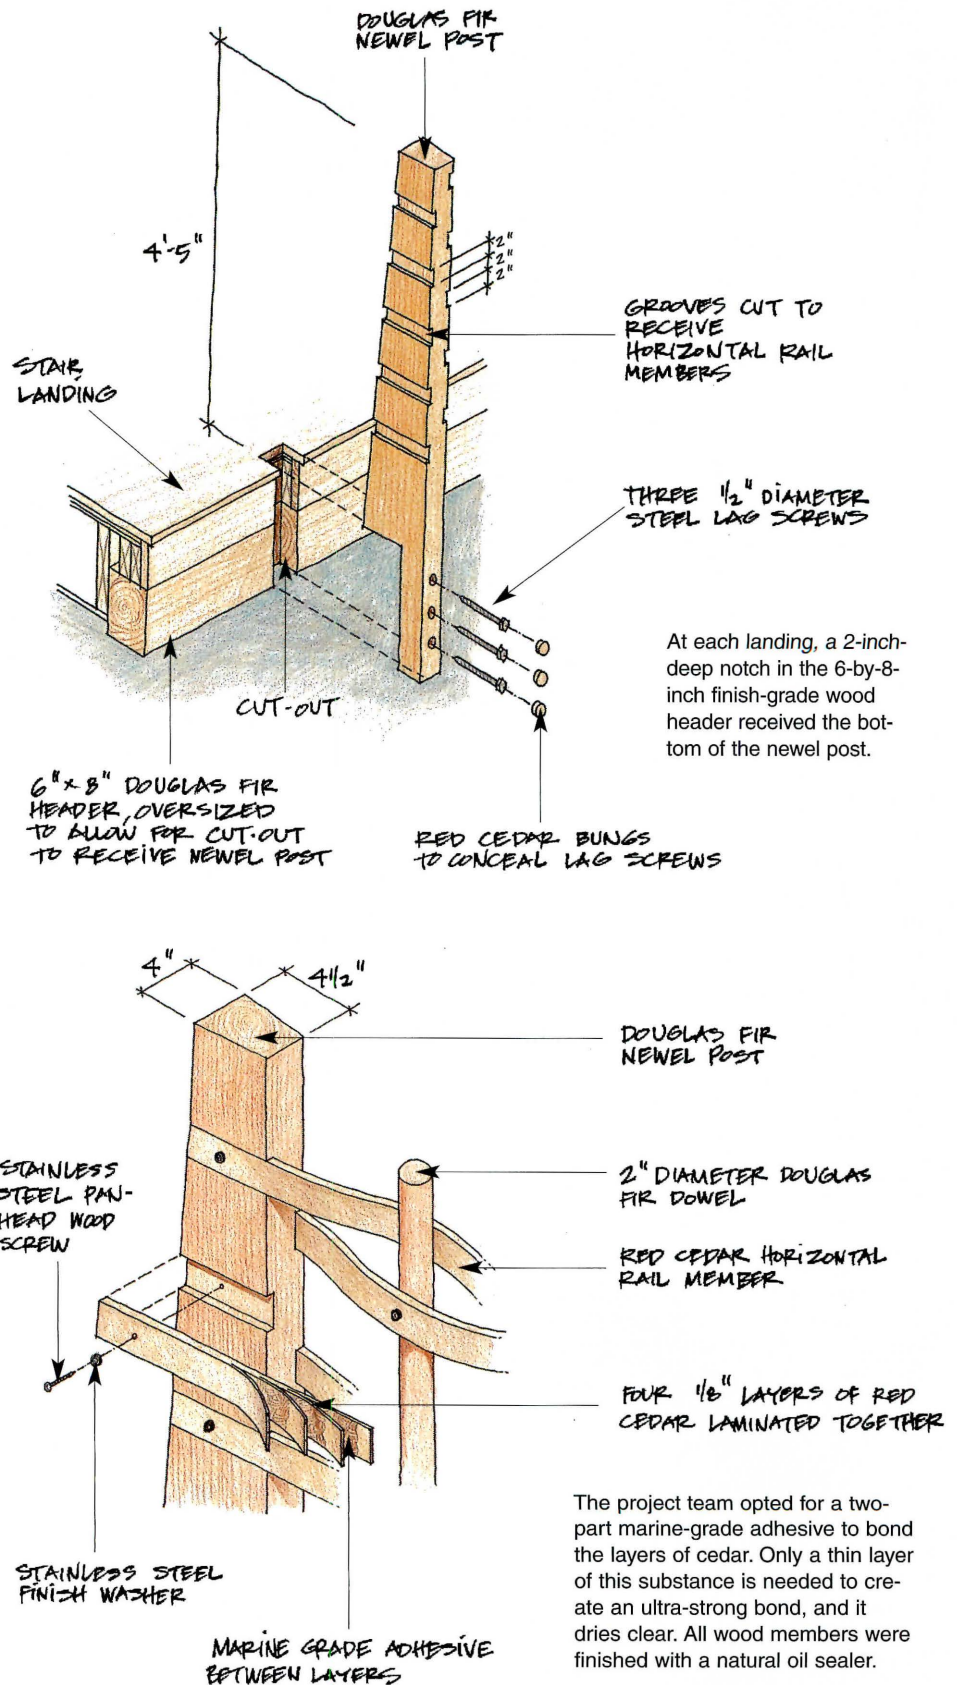 DOUGLAS FIR
NEWEL POST
4'-5"
2"
2"
2"
GROOVES CUT TO
RECEIVE
HORIZONTAL RAIL
MEMBERS
STAIR
LANDING
THREE 1/2" DIAMETER
STEEL LAG SCREWS
At each landing, a 2-inch-
deep notch in the 6-by-8-
inch finish-grade wood
header received the bot-
tom of the newel post.
CUT-OUT
6" x 8" DOUGLAS FIR
HEADER, OVERSIZED
TO ALLOW FOR CUT-OUT
TO RECEIVE NEWEL POST
RED CEDAR BUNGS
TO CONCEAL LAG SCREWS
4"
4 1/2"
DOUGLAS FIR
NEWEL POST
STAINLESS
STEEL PAN-
HEAD WOOD
SCREW
2" DIAMETER DOUGLAS
FIR DOWEL
RED CEDAR HORIZONTAL
RAIL MEMBER
FOUR 1/8" LAYERS OF RED
CEDAR LAMINATED TOGETHER
STAINLESS STEEL
FINISH WASHER
MARINE GRADE ADHESIVE
BETWEEN LAYERS
The project team opted for a two-
part marine-grade adhesive to bond
the layers of cedar. Only a thin layer
of this substance is needed to cre-
ate an ultra-strong bond, and it
dries clear. All wood members were
finished with a natural oil sealer.